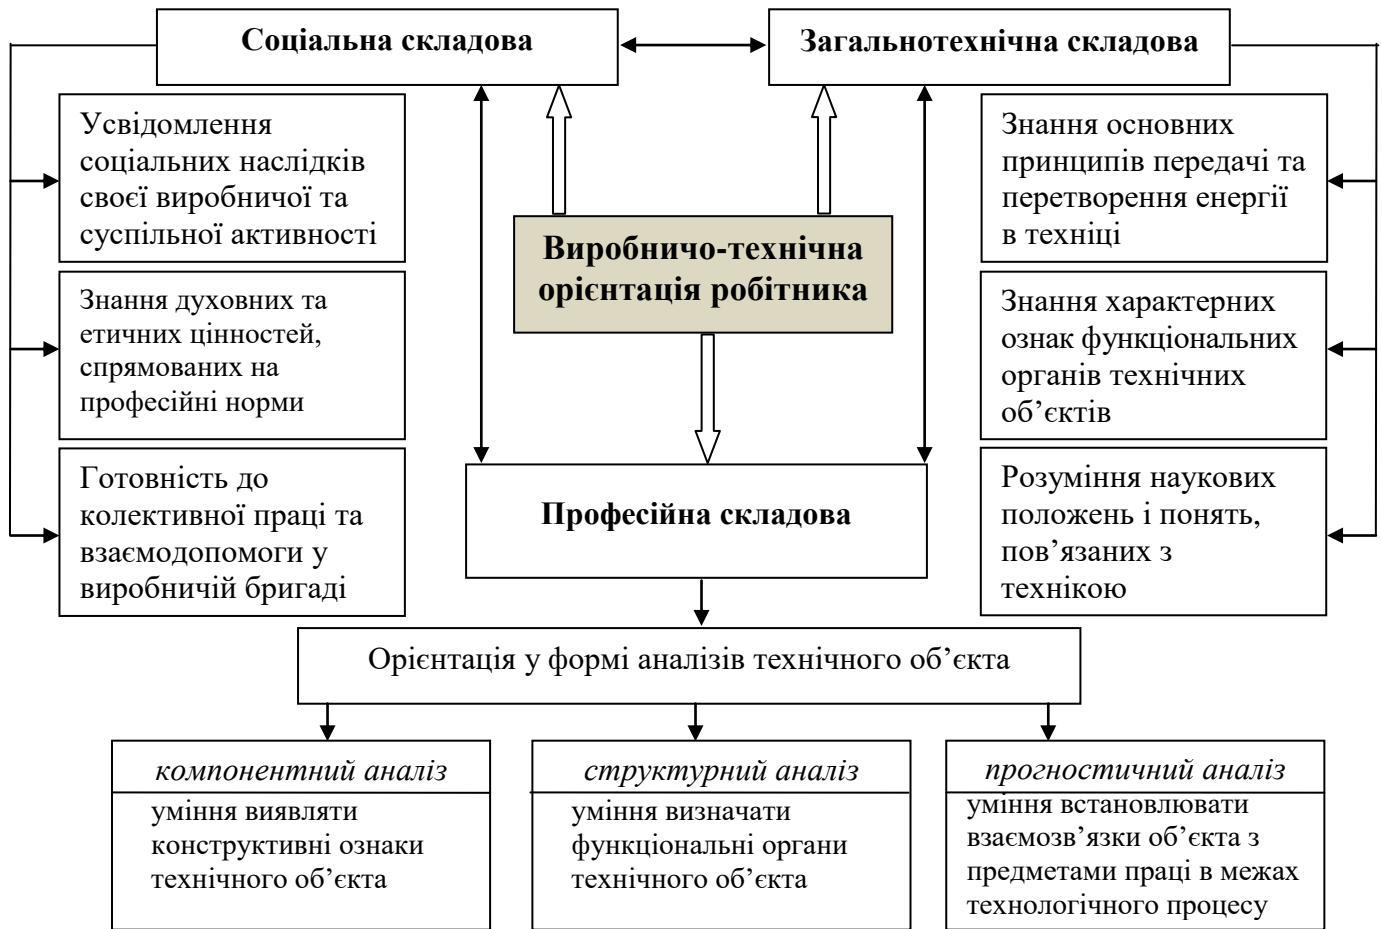 Соціальна складова
Загальнотехнічна складова
Усвідомлення
соціальних наслідків
своєї виробничої та
суспільної активності
Знання духовних та
етичних цінностей,
спрямованих на
професійні норми
Готовність до
колективної праці та
взаємодопомоги у
виробничій бригаді
Виробничо-технічна
орієнтація робітника
Професійна складова
Знання основних
принципів передачі та
перетворення енергії
в техніці
Знання характерних
ознак функціональних
органів технічних
об’єктів
Розуміння наукових
положень і понять,
пов’язаних з
технікою
Орієнтація у формі аналізів технічного об’єкта
компонентний аналіз
уміння виявляти
конструктивні ознаки
технічного об’єкта
структурний аналіз
уміння визначати
функціональні органи
технічного об’єкта
прогностичний аналіз
уміння встановлювати
взаємозв’язки об’єкта з
предметами праці в межах
технологічного процесу